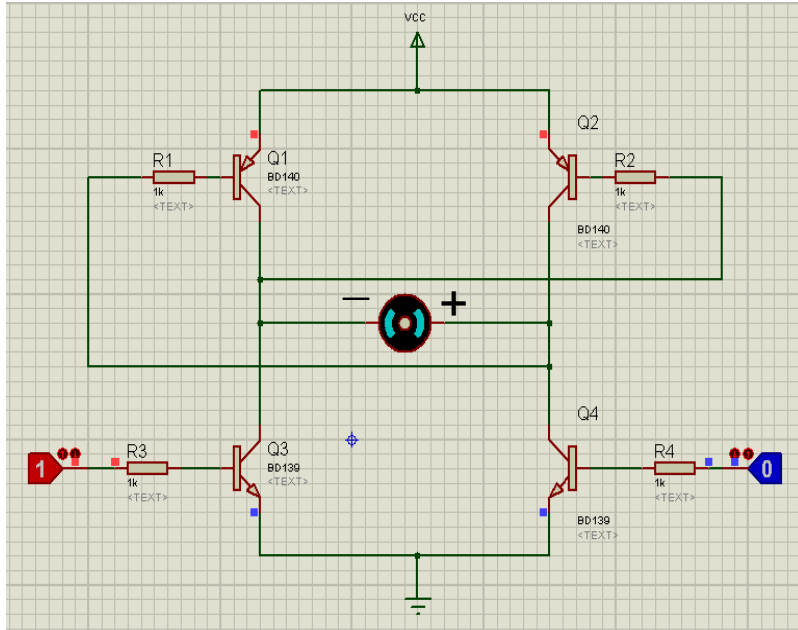 VCC
Q2
R1
Q1
R2
1k
BD140
1k
<TEXT>
<TEXT>
<TEXT>
BD140
<TEXT>
− +
Q4
R3
Q3
R4
1
BD139
0
1k
<TEXT>
1k
<TEXT>
<TEXT>
BD139
<TEXT>